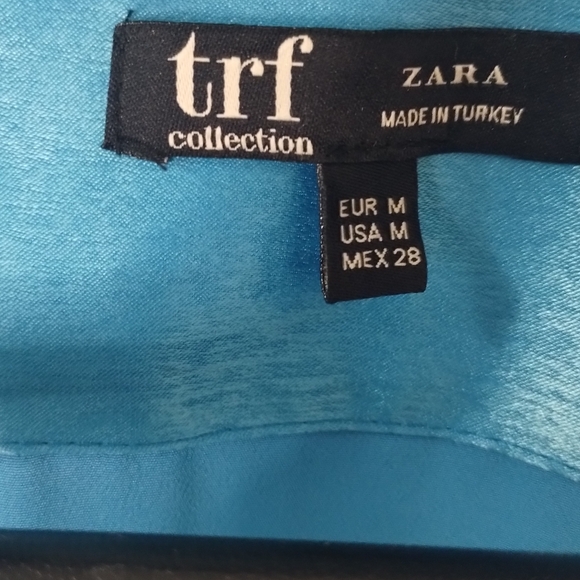 trf
collection
ZARA
MADE IN TURKEY
EUR M
USA M
MEX 28